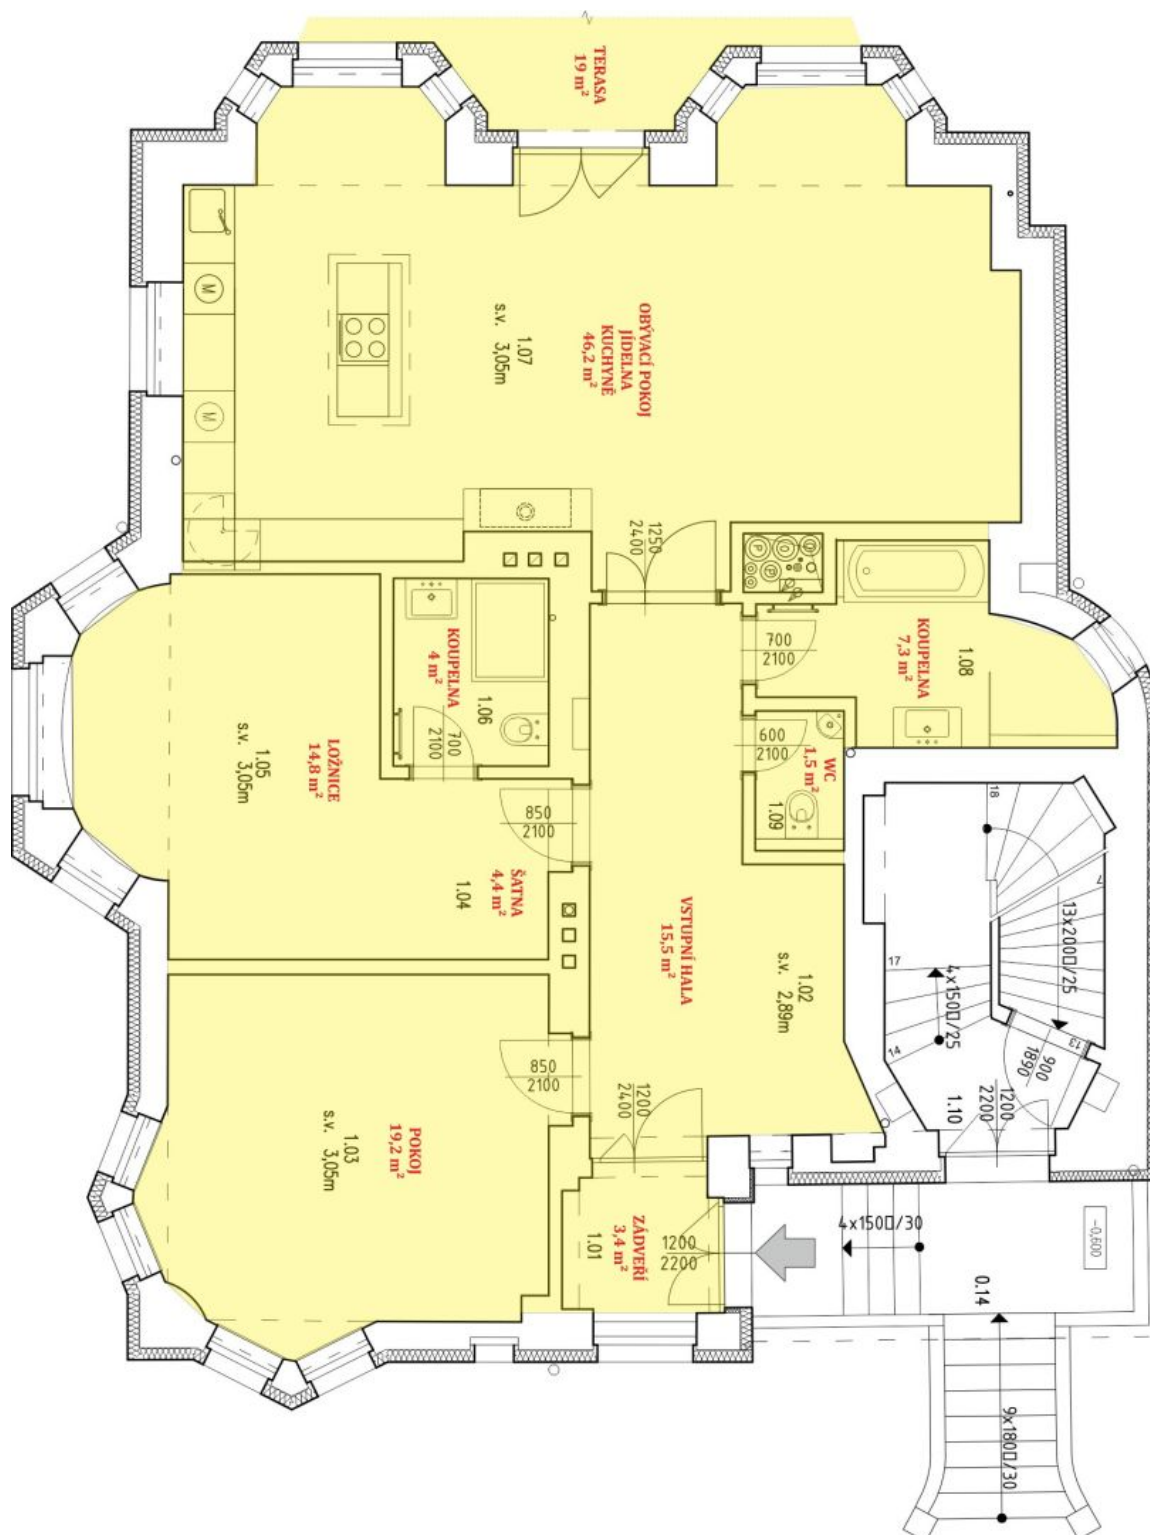 TERASA
19 m²
OBÝVACÍ POKOJ
JÍDELNA
KUCHYNĚ
46,2 m²
1.07
s.v. 3,05m
M
M
1250
2400
P
P
KOUPELNA
4 m²
1.06
700
2100
700
2100
KOUPELNA
7,3 m²
1.08
600
2100
WC
1,5 m²
1.09
LOŽNICE
14,8 m²
1.05
s.v. 3,05m
850
2100
ŠATNA
4,4 m²
1.04
VSTUPNÍ HALA
15,5 m²
1.02
s.v. 2,89m
18
7
13x200□/25
17
4x150□/25
14
13
900
1890
1.10
1200
2200
850
2100
1200
2400
POKOJ
19,2 m²
1.03
s.v. 3,05m
ZÁDVEŘÍ
3,4 m²
1.01
1200
2200
4x150□/30
-0,600
0.14
9x180□/30